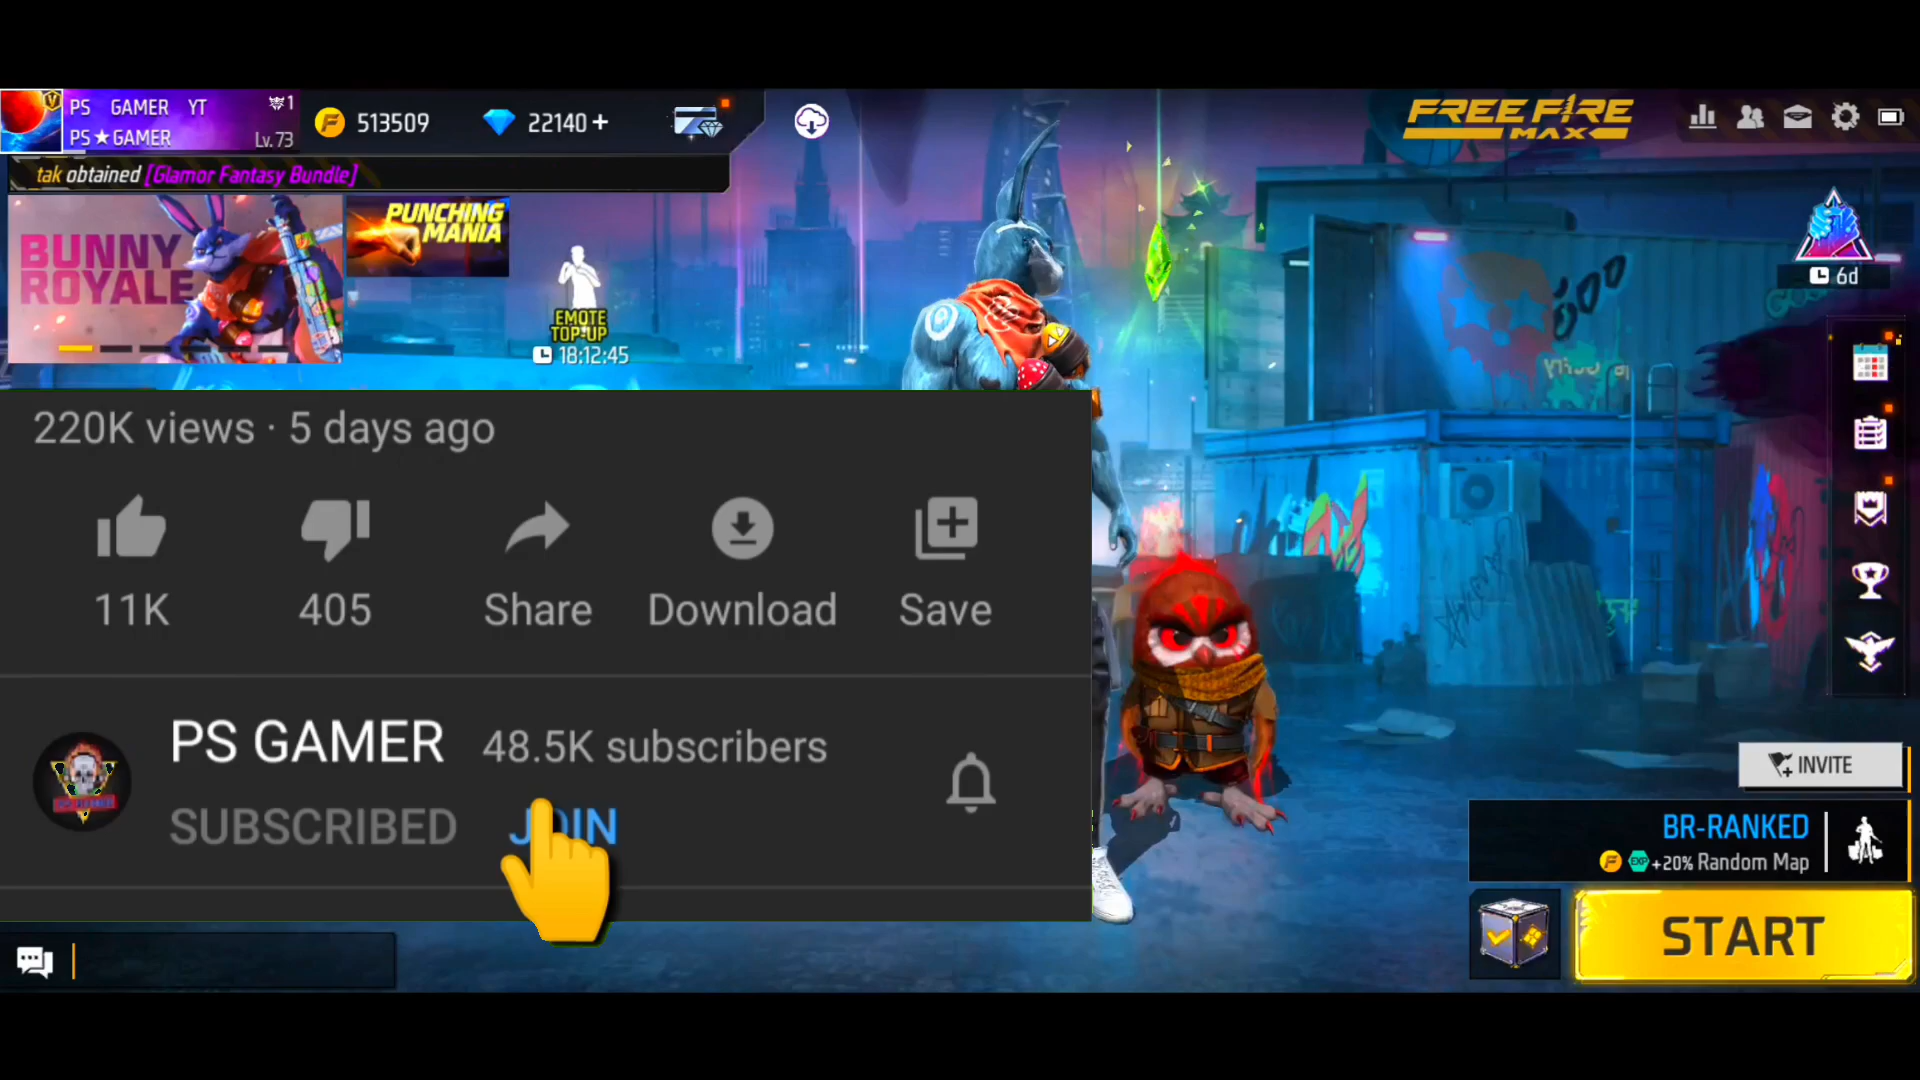 PS GAMER YT
1
PS★GAMER
Lv. 73
513509
22140 +
FREE FIRE
MAX
tak obtained [Glamor Fantasy Bundle]
BUNNY
ROYALE
PUNCHING
MANIA
EMOTE
TOP-UP
18:12:45
6d
220K views · 5 days ago
11K
405
Share
Download
Save
PS GAMER
48.5K subscribers
SUBSCRIBED
JOIN
INVITE
BR-RANKED
EXP +20% Random Map
START